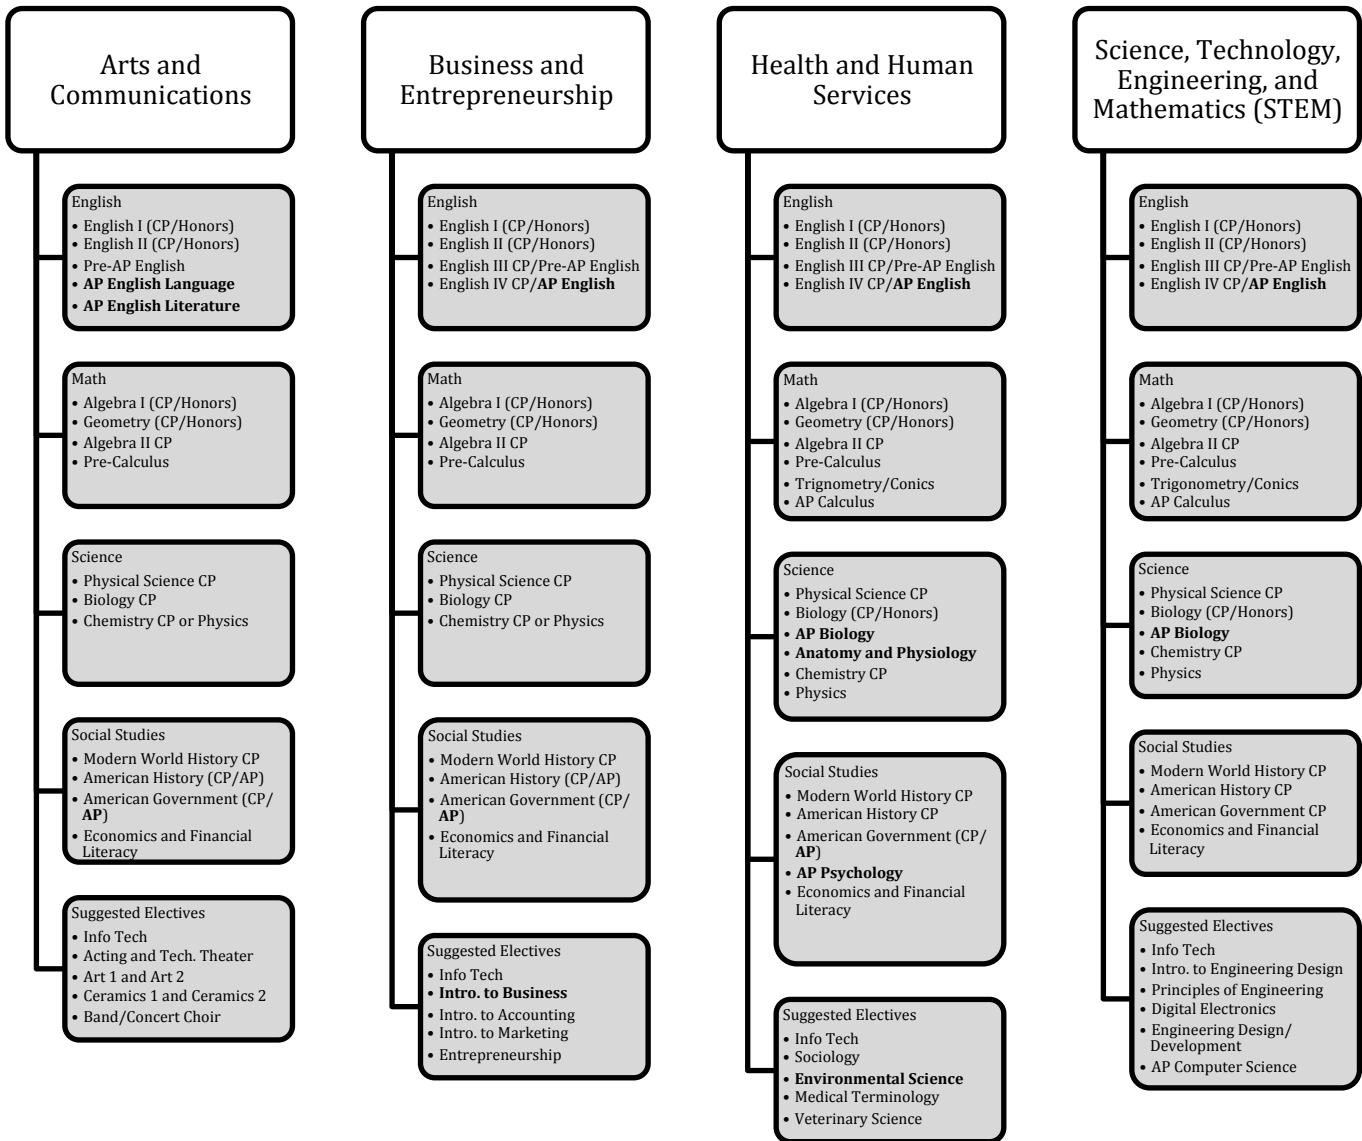 Arts and
Communications
English
• English I (CP/Honors)
• English II (CP/Honors)
• Pre-AP English
• AP English Language
• AP English Literature
Math
• Algebra I (CP/Honors)
• Geometry (CP/Honors)
• Algebra II CP
• Pre-Calculus
Science
• Physical Science CP
• Biology CP
• Chemistry CP or Physics
Social Studies
• Modern World History CP
• American History (CP/AP)
• American Government (CP/
AP)
• Economics and Financial
Literacy
Suggested Electives
• Info Tech
• Acting and Tech. Theater
• Art 1 and Art 2
• Ceramics 1 and Ceramics 2
• Band/Concert Choir
Business and
Entrepreneurship
English
• English I (CP/Honors)
• English II (CP/Honors)
• English III CP/Pre-AP English
• English IV CP/AP English
Math
• Algebra I (CP/Honors)
• Geometry (CP/Honors)
• Algebra II CP
• Pre-Calculus
Science
• Physical Science CP
• Biology CP
• Chemistry CP or Physics
Social Studies
• Modern World History CP
• American History (CP/AP)
• American Government (CP/
AP)
• Economics and Financial
Literacy
Suggested Electives
• Info Tech
• Intro. to Business
• Intro. to Accounting
• Intro. to Marketing
• Entrepreneurship
Health and Human
Services
English
• English I (CP/Honors)
• English II (CP/Honors)
• English III CP/Pre-AP English
• English IV CP/AP English
Math
• Algebra I (CP/Honors)
• Geometry (CP/Honors)
• Algebra II CP
• Pre-Calculus
• Trignometry/Conics
• AP Calculus
Science
• Physical Science CP
• Biology (CP/Honors)
• AP Biology
• Anatomy and Physiology
• Chemistry CP
• Physics
Social Studies
• Modern World History CP
• American History CP
• American Government (CP/
AP)
• AP Psychology
• Economics and Financial
Literacy
Suggested Electives
• Info Tech
• Sociology
• Environmental Science
• Medical Terminology
• Veterinary Science
Science, Technology,
Engineering, and
Mathematics (STEM)
English
• English I (CP/Honors)
• English II (CP/Honors)
• English III CP/Pre-AP English
• English IV CP/AP English
Math
• Algebra I (CP/Honors)
• Geometry (CP/Honors)
• Algebra II CP
• Pre-Calculus
• Trigonometry/Conics
• AP Calculus
Science
• Physical Science CP
• Biology (CP/Honors)
• AP Biology
• Chemistry CP
• Physics
Social Studies
• Modern World History CP
• American History CP
• American Government CP
• Economics and Financial
Literacy
Suggested Electives
• Info Tech
• Intro. to Engineering Design
• Principles of Engineering
• Digital Electronics
• Engineering Design/
Development
• AP Computer Science